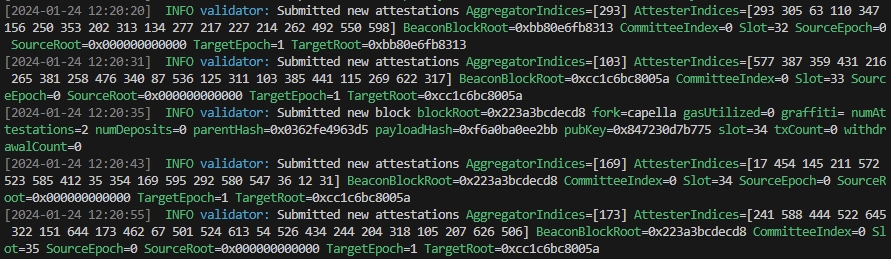 [2024-01-24 12:20:20]  INFO validator: Submitted new attestations AggregatorIndices=[293] AttesterIndices=[293 305 63 110 347
 156 250 353 202 313 134 277 217 227 214 262 492 550 598] BeaconBlockRoot=0xbb80e6fb8313 CommitteeIndex=0 Slot=32 SourceEpoch=0
 SourceRoot=0x000000000000 TargetEpoch=1 TargetRoot=0xbb80e6fb8313
[2024-01-24 12:20:31]  INFO validator: Submitted new attestations AggregatorIndices=[103] AttesterIndices=[577 387 359 431 216
 265 381 258 476 340 87 536 125 311 103 385 441 115 269 622 317] BeaconBlockRoot=0xcc1c6bc8005a CommitteeIndex=0 Slot=33 Sourc
eEpoch=0 SourceRoot=0x000000000000 TargetEpoch=1 TargetRoot=0xcc1c6bc8005a
[2024-01-24 12:20:35]  INFO validator: Submitted new block blockRoot=0x223a3bcdecd8 fork=capella gasUtilized=0 graffiti= numAt
testations=2 numDeposits=0 parentHash=0x0362fe4963d5 payloadHash=0xf6a0ba0ee2bb pubKey=0x847230d7b775 slot=34 txCount=0 withd
rawalCount=0
[2024-01-24 12:20:43]  INFO validator: Submitted new attestations AggregatorIndices=[169] AttesterIndices=[17 454 145 211 572
 523 585 412 35 354 169 595 292 580 547 36 12 31] BeaconBlockRoot=0x223a3bcdecd8 CommitteeIndex=0 Slot=34 SourceEpoch=0 SourceR
oot=0x000000000000 TargetEpoch=1 TargetRoot=0xcc1c6bc8005a
[2024-01-24 12:20:55]  INFO validator: Submitted new attestations AggregatorIndices=[173] AttesterIndices=[241 588 444 522 645
 322 151 644 173 462 67 501 524 613 54 526 434 244 204 318 105 207 626 506] BeaconBlockRoot=0x223a3bcdecd8 CommitteeIndex=0 Sl
ot=35 SourceEpoch=0 SourceRoot=0x000000000000 TargetEpoch=1 TargetRoot=0xcc1c6bc8005a